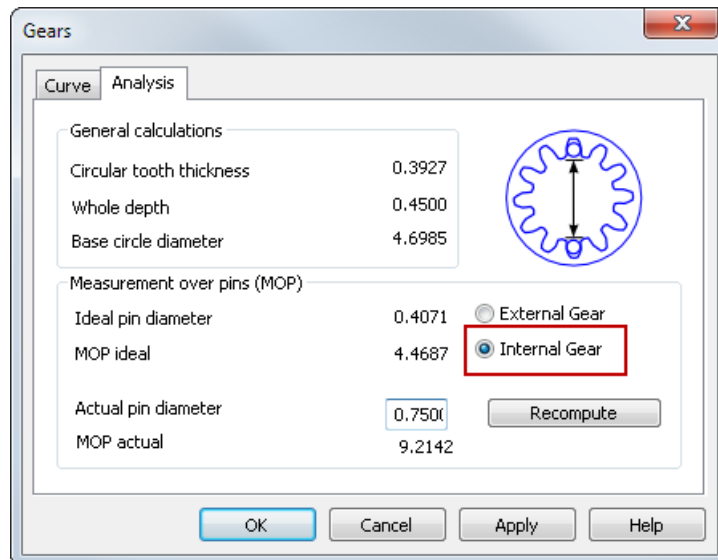 Gears
Curve Analysis
General calculations
Circular tooth thickness 0.3927
Whole depth 0.4500
Base circle diameter 4.6985
Measurement over pins (MOP)
Ideal pin diameter 0.4071 External Gear
MOP ideal 4.4687 Internal Gear
Actual pin diameter 0.750( Recompute
MOP actual 9.2142
OK Cancel Apply Help